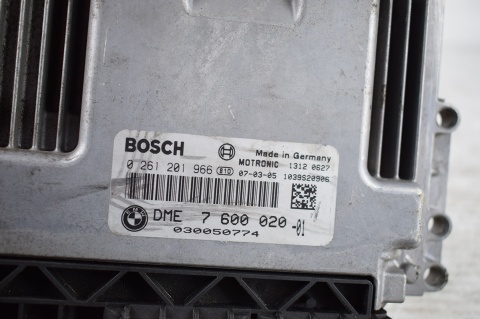 BOSCH
Made in Germany
0 261 201 966 MOTRONIC 1312 0627
B10 07-03-05 1039S20906
DME 7 600 020 -01
030050774